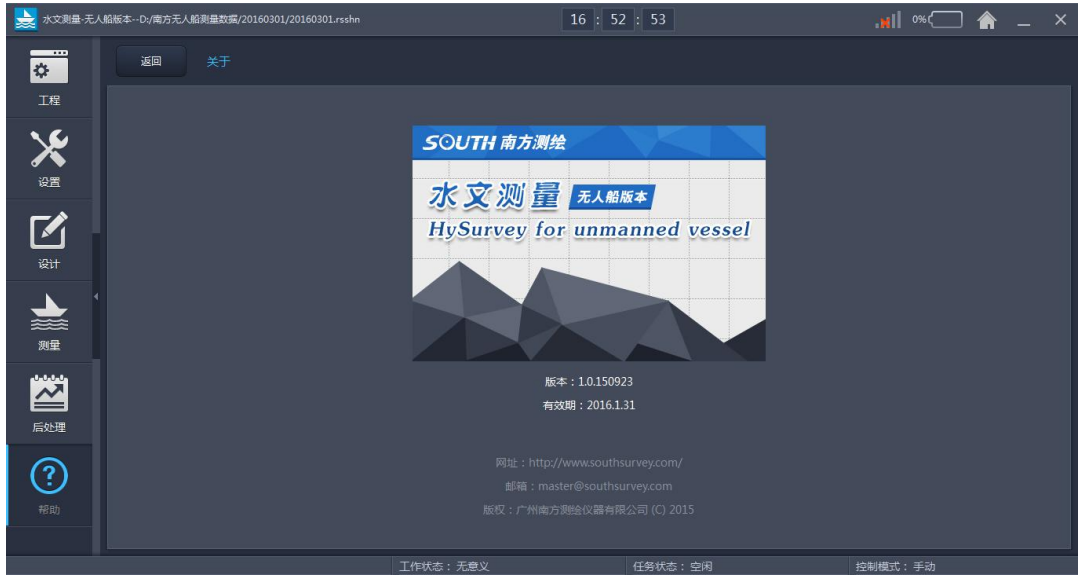 水文测量-无人船版本--D:/南方无人船测量数据/20160301/20160301.rsshn
16 : 52 : 53
N
0%
返回
关于
工程
设置
设计
测量
后处理
帮助
SOUTH 南方测绘
水文测量 无人船版本
HySurvey for unmanned vessel
版本：1.0.150923
有效期：2016.1.31
网址：http://www.southsurvey.com/
邮箱：master@southsurvey.com
版权：广州南方测绘仪器有限公司 (C) 2015
工作状态：无意义
任务状态：空闲
控制模式：手动